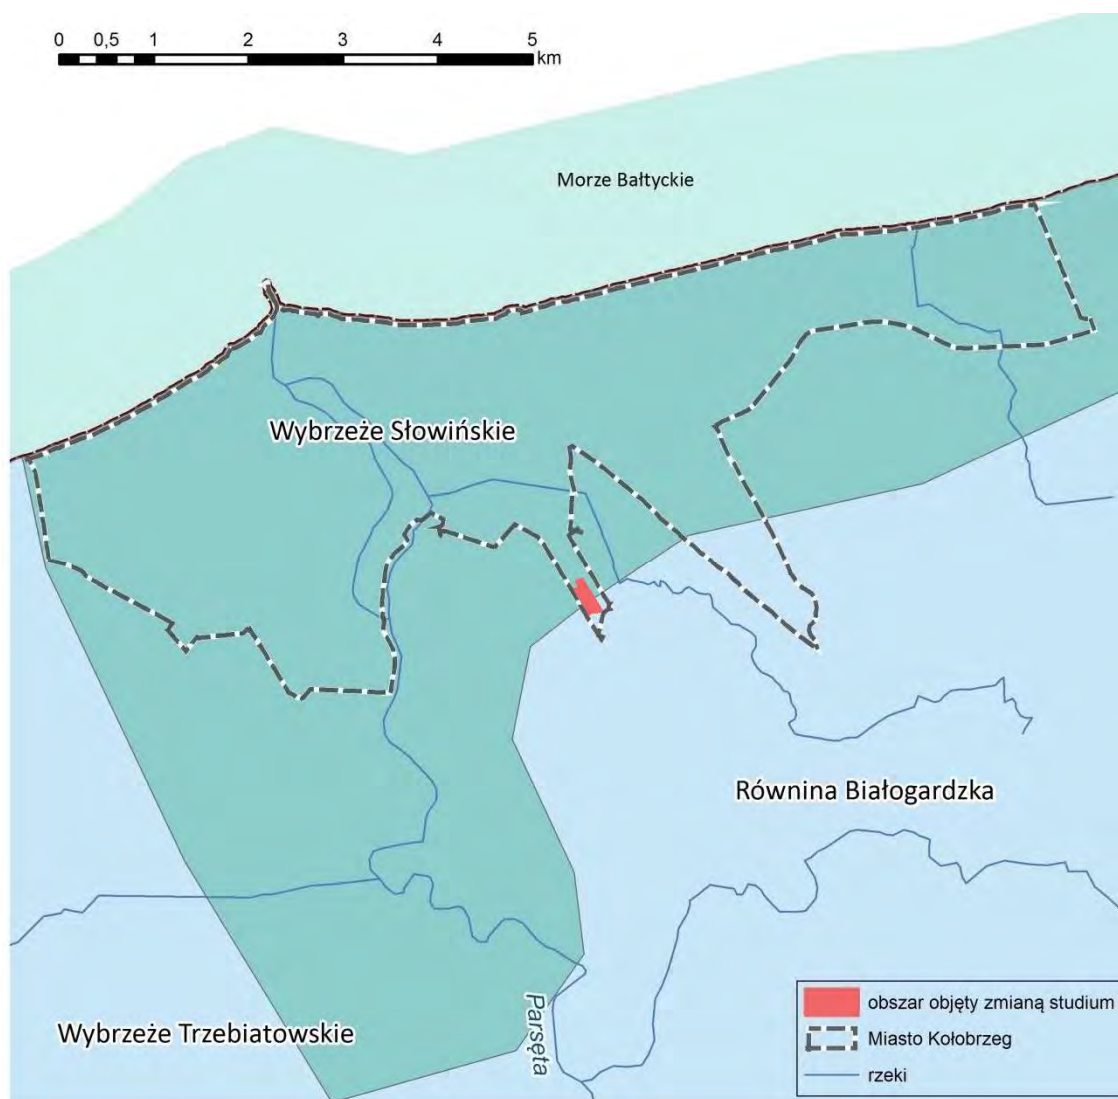 0 0,5 1 2 3 4 5
km
Morze Bałtyckie
Wybrzeże Słowińskie
Równina Białogardzka
Wybrzeże Trzebiatowskie
Parsęta
obszar objęty zmianą studium
Miasto Kołobrzeg
rzeki